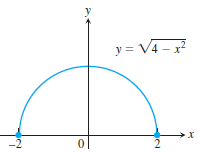 y
y = √4 − x²
x
−2 0 2